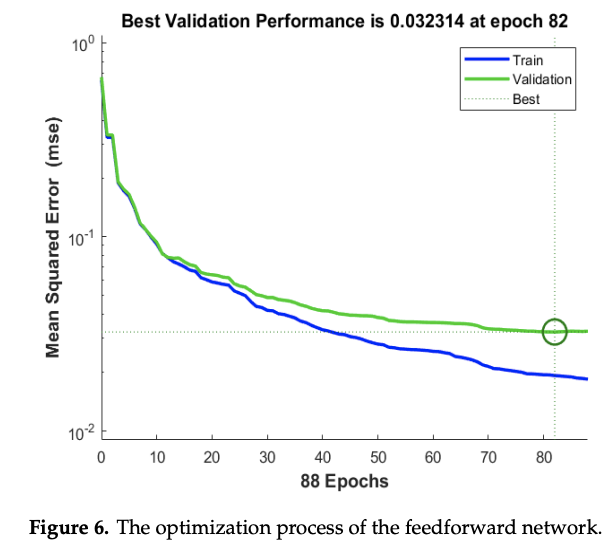 Best Validation Performance is 0.032314 at epoch 82
10^0
Train
Validation
Best
Mean Squared Error (mse)
10^-1
10^-2
0 10 20 30 40 50 60 70 80
88 Epochs
Figure 6. The optimization process of the feedforward network.